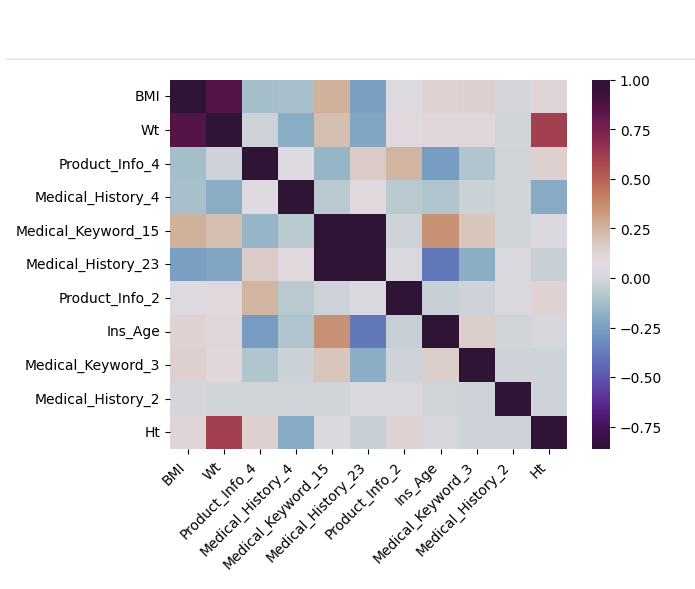 BMI
Wt
Product_Info_4
Medical_History_4
Medical_Keyword_15
Medical_History_23
Product_Info_2
Ins_Age
Medical_Keyword_3
Medical_History_2
Ht
BMI
Wt
Product_Info_4
Medical_History_4
Medical_Keyword_15
Medical_History_23
Product_Info_2
Ins_Age
Medical_Keyword_3
Medical_History_2
Ht
1.00
0.75
0.50
0.25
0.00
−0.25
−0.50
−0.75